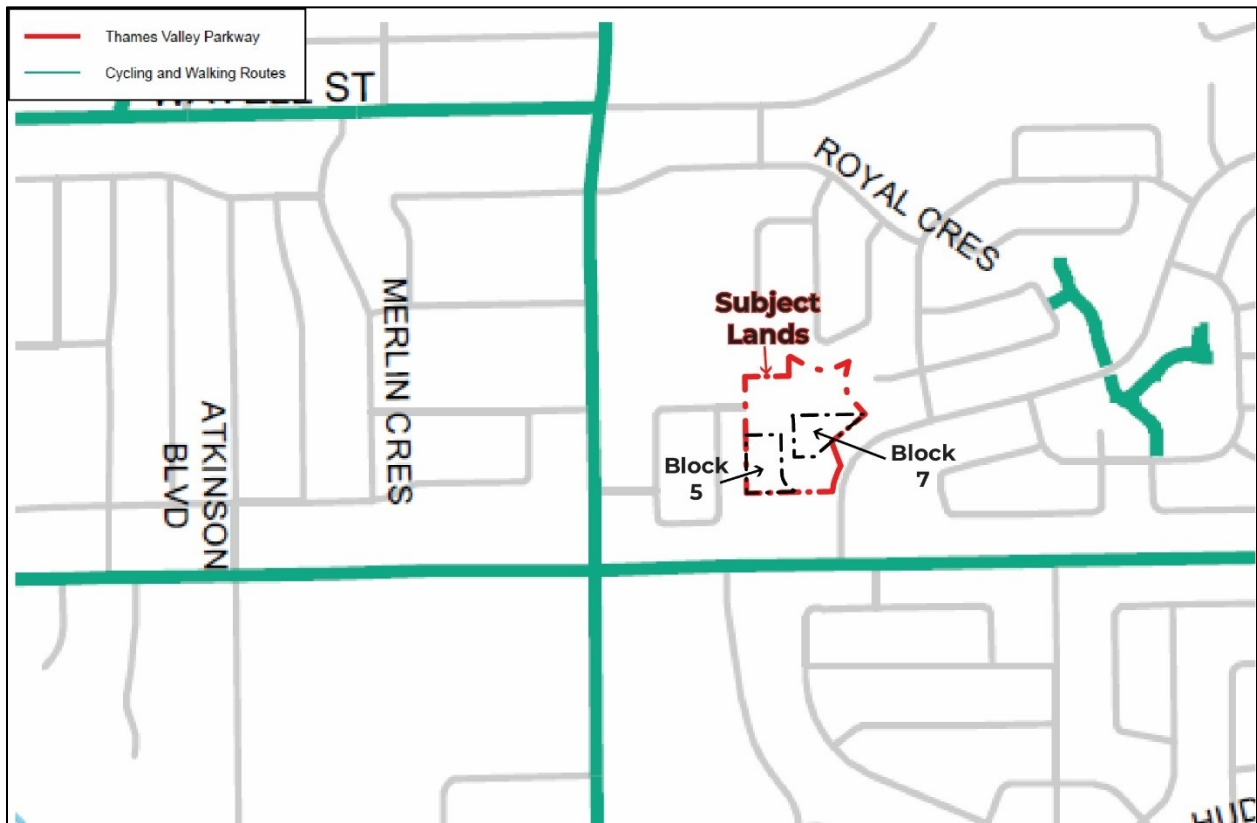 Thames Valley Parkway
Cycling and Walking Routes
ST
ROYAL CRES
MERLIN CRES
Subject
Lands
ATKINSON
BLVD
Block
5
Block
7
HUD